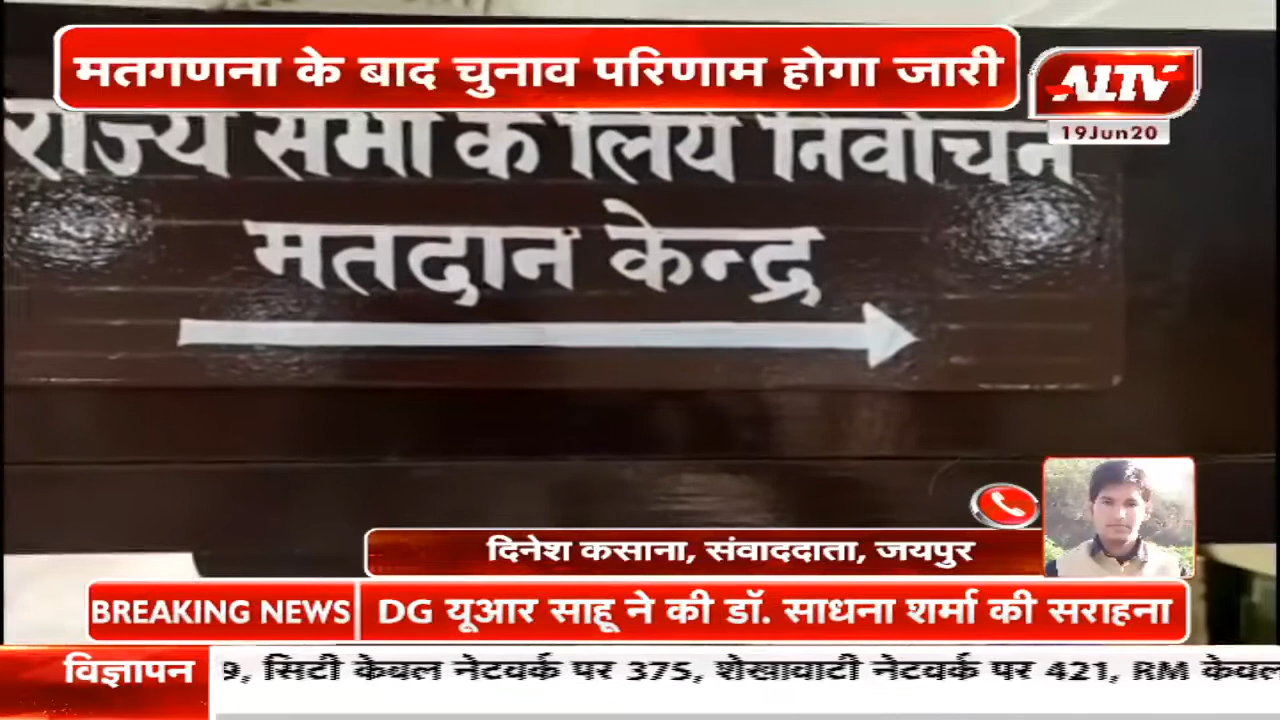 मतगणना के बाद चुनाव परिणाम होगा जारी
ALTV
19Jun20
राज्य सभा के लिये निर्वाचन
मतदान केन्द्र
दिनेश कसाना, संवाददाता, जयपुर
BREAKING NEWS
DG यूआर साहू ने की डॉ. साधना शर्मा की सराहना
विज्ञापन
9, सिटी केबल नेटवर्क पर 375, शेखावाटी नेटवर्क पर 421, RM केबल